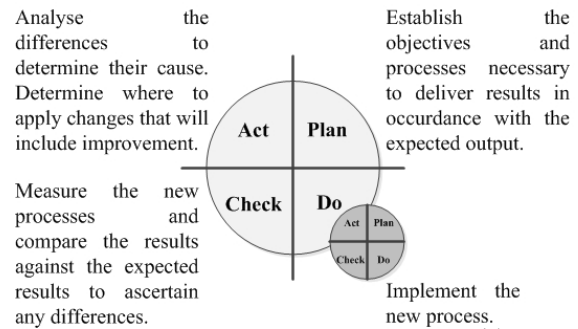 Analyse the
differences to
determine their cause.
Determine where to
apply changes that will
include improvement.
Establish the
objectives and
processes necessary
to deliver results in
occurdance with the
expected output.
Act
Plan
Check
Do
Act
Plan
Check
Do
Measure the new
processes and
compare the results
against the expected
results to ascertain
any differences.
Implement the
new process.